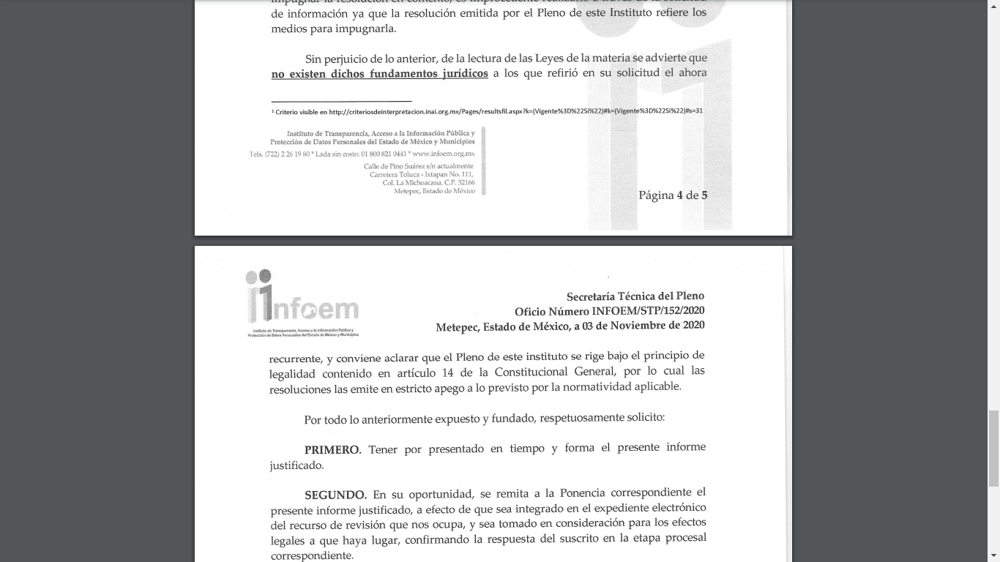 de información ya que la resolución emitida por el Pleno de este Instituto refiere los
medios para impugnarla.
Sin perjuicio de lo anterior, de la lectura de las Leyes de la materia se advierte que
no existen dichos fundamentos jurídicos a los que refirió en su solicitud el ahora
¹ Criterio visible en http://criteriosdeinterpretacion.inai.org.mx/Pages/resultsfil.aspx?k=(Vigente%3D%22Si%22)#k=(Vigente%3D%22Si%22)#s=31
Instituto de Transparencia, Acceso a la Información Pública y
Protección de Datos Personales del Estado de México y Municipios
Tels. (722) 2 26 19 80 * Lada sin costo: 01 800 821 0441 * www.infoem.org.mx
Calle de Pino Suárez s/n actualmente
Carretera Toluca - Ixtapan No. 111,
Col. La Michoacana, C.P. 52166
Metepec, Estado de México
Página 4 de 5
infoem
Instituto de Transparencia, Acceso a la Información Pública y
Protección de Datos Personales del Estado de México y Municipios
Secretaría Técnica del Pleno
Oficio Número INFOEM/STP/152/2020
Metepec, Estado de México, a 03 de Noviembre de 2020
recurrente, y conviene aclarar que el Pleno de este instituto se rige bajo el principio de
legalidad contenido en artículo 14 de la Constitucional General, por lo cual las
resoluciones las emite en estricto apego a lo previsto por la normatividad aplicable.
Por todo lo anteriormente expuesto y fundado, respetuosamente solicito:
PRIMERO. Tener por presentado en tiempo y forma el presente informe
justificado.
SEGUNDO. En su oportunidad, se remita a la Ponencia correspondiente el
presente informe justificado, a efecto de que sea integrado en el expediente electrónico
del recurso de revisión que nos ocupa, y sea tomado en consideración para los efectos
legales a que haya lugar, confirmando la respuesta del suscrito en la etapa procesal
correspondiente.